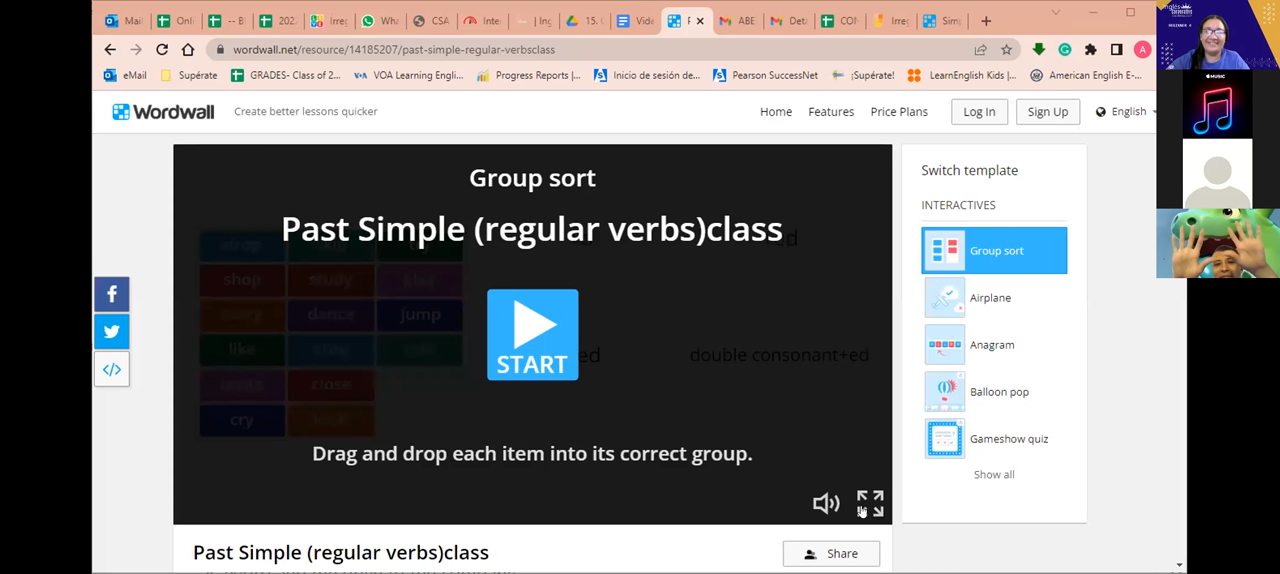 Mail
Onli
-- Bl
202
Irreg
Wha
CSA
Inte
Ing
15. (
Vide
F
ABE
Deta
CON
Irreg
Sim
wordwall.net/resource/14185207/past-simple-regular-verbsclass
A
eMail
Supérate
GRADES- Class of 2...
VOA Learning Engli...
Progress Reports |...
Inicio de sesión de...
Pearson SuccessNet
¡Supérate!
LearnEnglish Kids |...
American English E-...
Wordwall
Create better lessons quicker
Home
Features
Price Plans
Log In
Sign Up
English
Group sort
Past Simple (regular verbs)class
shop
study
dance
jump
like
close
cry
START
ed
double consonant+ed
Drag and drop each item into its correct group.
Switch template
INTERACTIVES
Group sort
Airplane
Anagram
Balloon pop
Gameshow quiz
Show all
Past Simple (regular verbs)class
Share
MUSIC